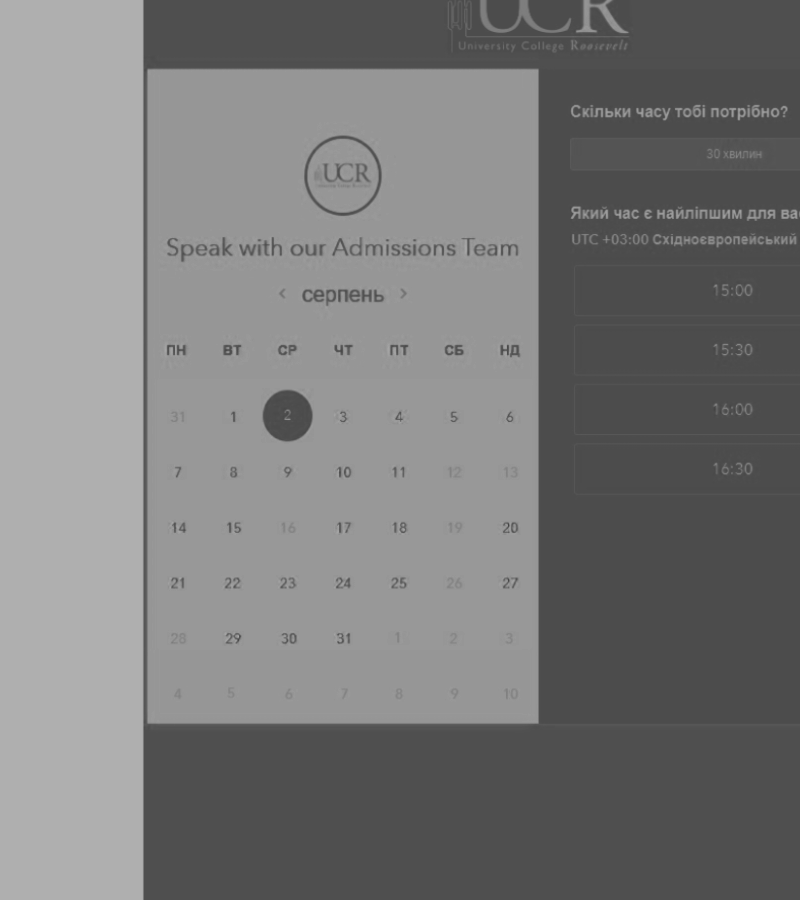 UCR
University College Roosevelt
UCR
Speak with our Admissions Team
< серпень >
ПН ВТ СР ЧТ ПТ СБ НД
31 1 2 3 4 5 6
7 8 9 10 11 12 13
14 15 16 17 18 19 20
21 22 23 24 25 26 27
28 29 30 31 1 2 3
4 5 6 7 8 9 10
Скільки часу тобі потрібно?
30 хвилин
Який час є найліпшим для ва
UTC +03:00 Східноєвропейський
15:00
15:30
16:00
16:30